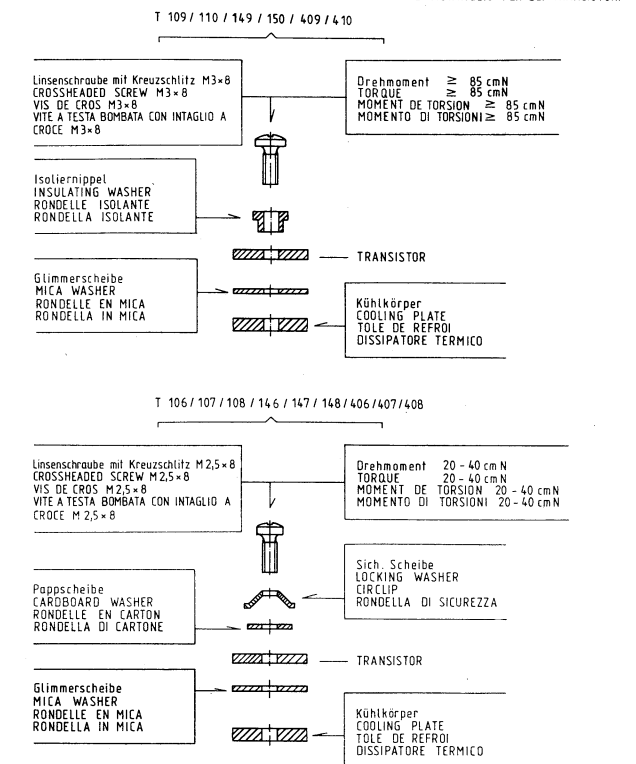 T 109 / 110 / 149 / 150 / 409 / 410
Linsenschraube mit Kreuzschlitz M3×8
CROSSHEADED SCREW M3×8
VIS DE CROS M3×8
VITE A TESTA BOMBATA CON INTAGLIO A
CROCE M3×8
Drehmoment ≥ 85 cmN
TORQUE ≥ 85 cmN
MOMENT DE TORSION ≥ 85 cmN
MOMENTO DI TORSIONI ≥ 85 cmN
Isoliernippel
INSULATING WASHER
RONDELLE ISOLANTE
RONDELLA ISOLANTE
TRANSISTOR
Glimmerscheibe
MICA WASHER
RONDELLE EN MICA
RONDELLA IN MICA
Kühlkörper
COOLING PLATE
TOLE DE REFROI
DISSIPATORE TERMICO
T 106 / 107 / 108 / 146 / 147 / 148 / 406 / 407 / 408
Linsenschraube mit Kreuzschlitz M2,5×8
CROSSHEADED SCREW M2,5×8
VIS DE CROS M2,5×8
VITE A TESTA BOMBATA CON INTAGLIO A
CROCE M 2,5×8
Drehmoment 20 - 40 cmN
TORQUE 20 - 40 cmN
MOMENT DE TORSION 20 - 40 cmN
MOMENTO DI TORSIONI 20 - 40 cmN
Sich. Scheibe
LOCKING WASHER
CIRCLIP
RONDELLA DI SICUREZZA
Pappscheibe
CARDBOARD WASHER
RONDELLE EN CARTON
RONDELLA DI CARTONE
TRANSISTOR
Glimmerscheibe
MICA WASHER
RONDELLE EN MICA
RONDELLA IN MICA
Kühlkörper
COOLING PLATE
TOLE DE REFROI
DISSIPATORE TERMICO